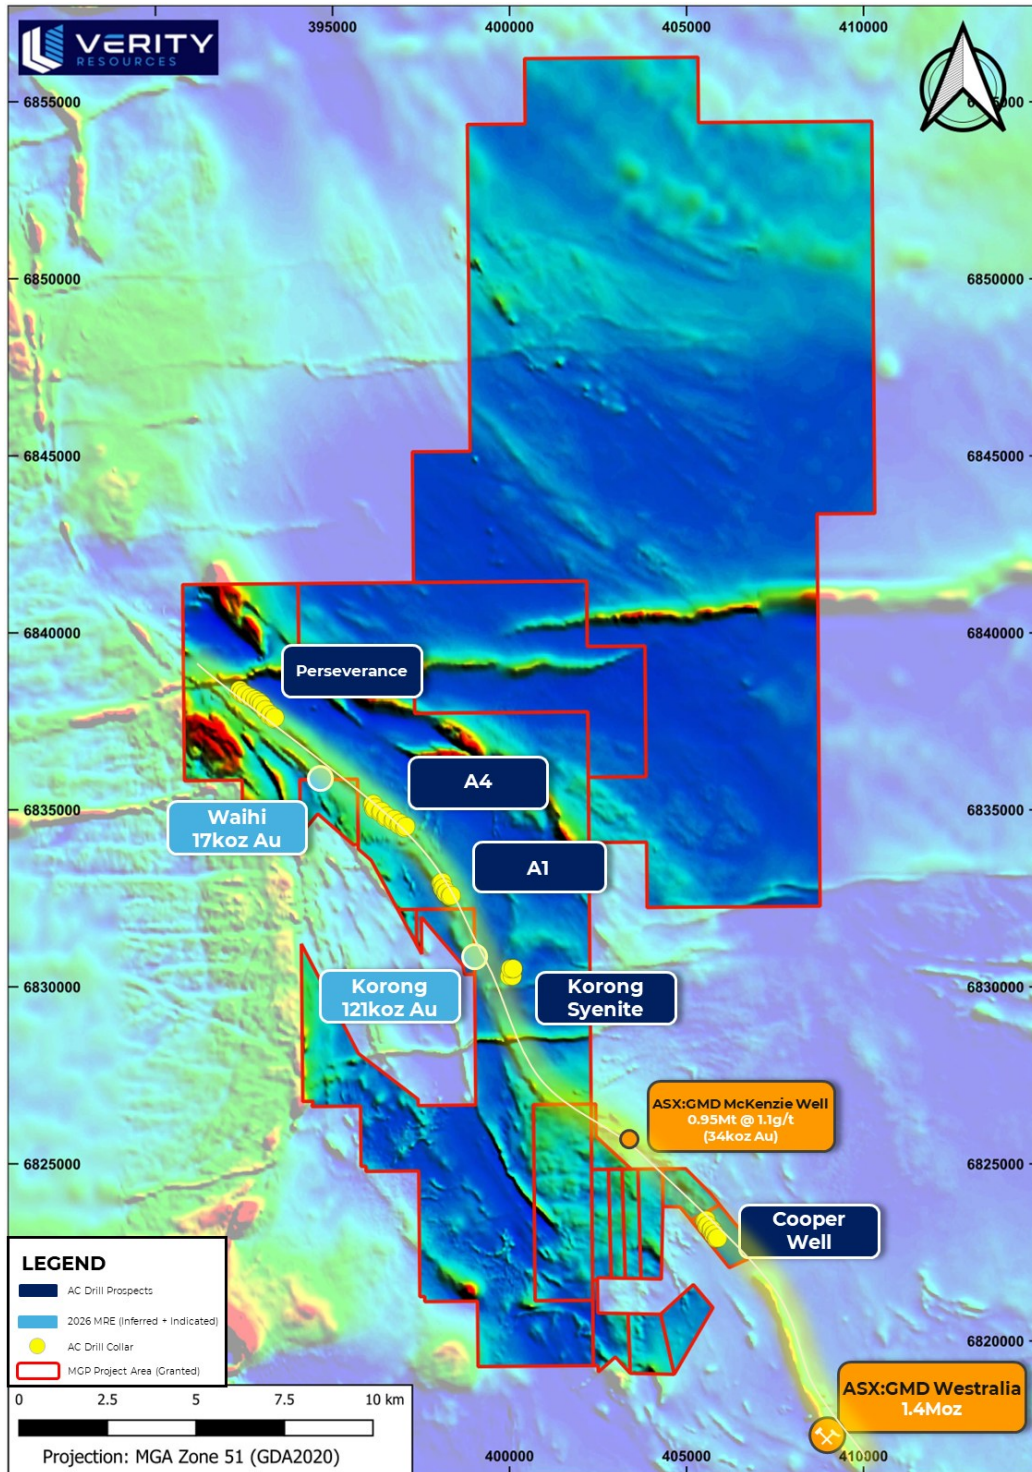 VERITY
RESOURCES
395000
400000
405000
410000
6855000
6850000
6850000
6845000
6845000
6840000
6840000
Perseverance
A4
6835000
6835000
Waihi
17koz Au
A1
6830000
6830000
Korong
121koz Au
Korong
Syenite
ASX:GMD McKenzie Well
0.95Mt @ 1.1g/t
(34koz Au)
6825000
6825000
Cooper
Well
LEGEND
AC Drill Prospects
2026 MRE (Inferred + Indicated)
AC Drill Collar
MGP Project Area (Granted)
6820000
ASX:GMD Westralia
1.4Moz
0
2.5
5
7.5
10 km
Projection: MGA Zone 51 (GDA2020)
400000
405000
410000